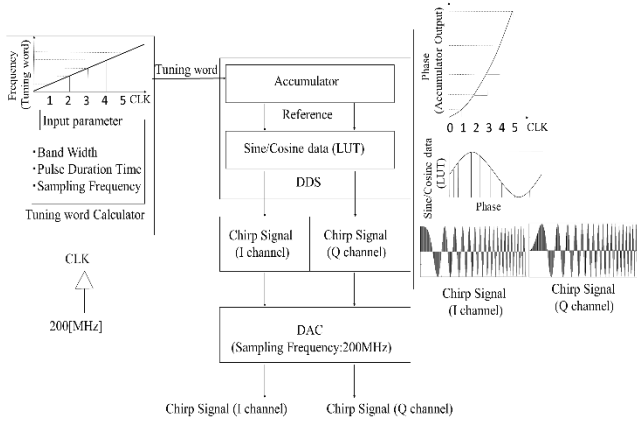 Frequency
(Tuning word)
1 2 3 4 5 CLK
Input parameter
•Band Width
•Pulse Duration Time
•Sampling Frequency
Tuning word Calculator
CLK
200[MHz]
Tuning word
Accumulator
Reference
Sine/Cosine data (LUT)
DDS
Chirp Signal
(I channel)
Chirp Signal
(Q channel)
DAC
(Sampling Frequency:200MHz)
Chirp Signal (I channel)
Chirp Signal (Q channel)
Phase
(Accumulator Output)
0 1 2 3 4 5 CLK
Sine/Cosine data
(LUT)
Phase
Chirp Signal
(I channel)
Chirp Signal
(Q channel)